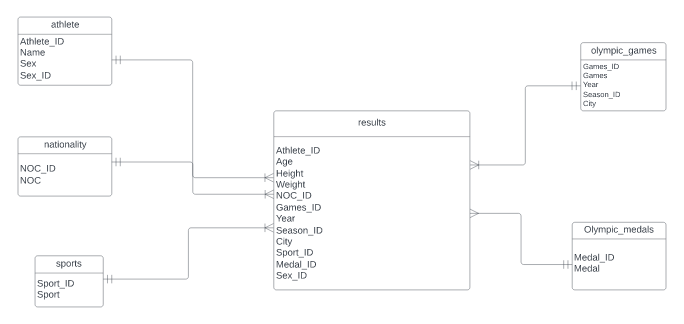 athlete
Athlete_ID
Name
Sex
Sex_ID
nationality
NOC_ID
NOC
sports
Sport_ID
Sport
results
Athlete_ID
Age
Height
Weight
NOC_ID
Games_ID
Year
Season_ID
City
Sport_ID
Medal_ID
Sex_ID
olympic_games
Games_ID
Games
Year
Season_ID
City
Olympic_medals
Medal_ID
Medal